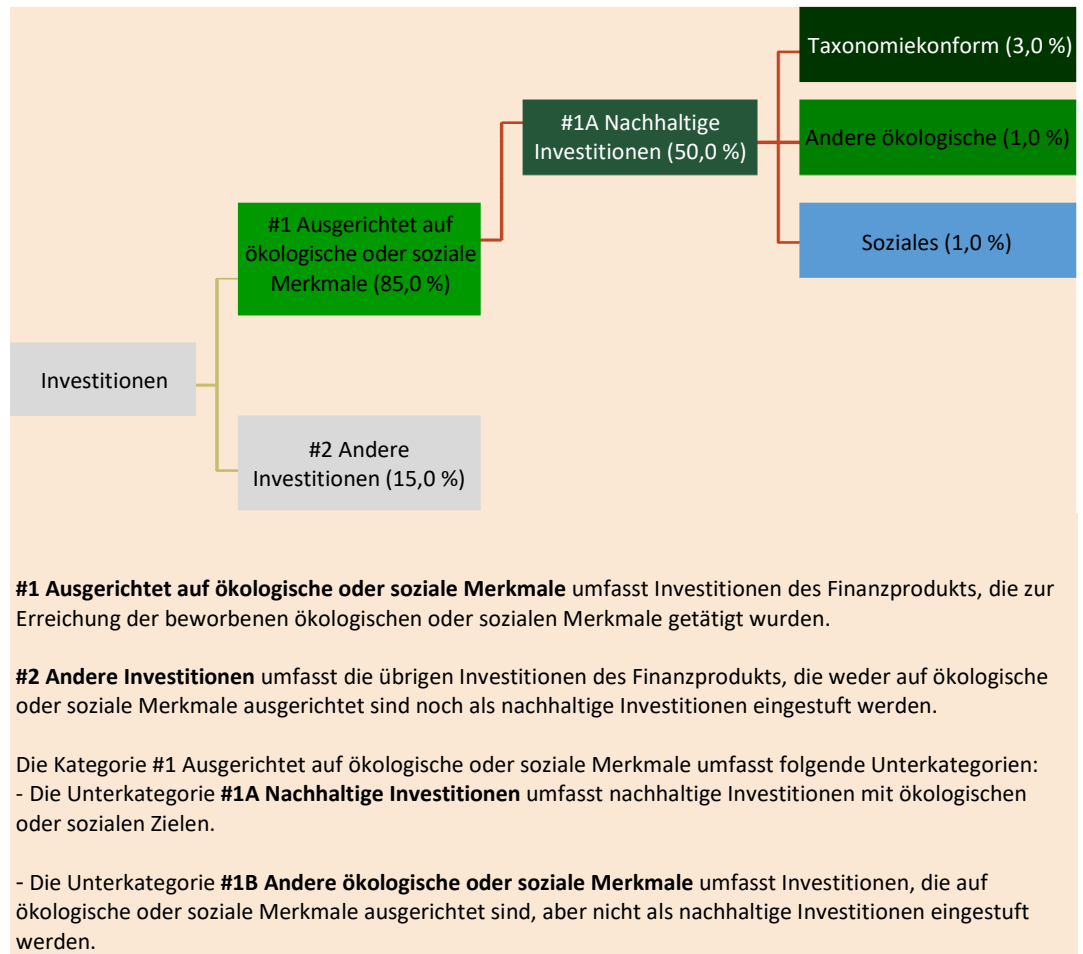 Taxonomiekonform (3,0 %)
#1A Nachhaltige
Investitionen (50,0 %)
Andere ökologische (1,0 %)
#1 Ausgerichtet auf
ökologische oder soziale
Merkmale (85,0 %)
Soziales (1,0 %)
Investitionen
#2 Andere
Investitionen (15,0 %)
#1 Ausgerichtet auf ökologische oder soziale Merkmale umfasst Investitionen des Finanzprodukts, die zur
Erreichung der beworbenen ökologischen oder sozialen Merkmale getätigt wurden.
#2 Andere Investitionen umfasst die übrigen Investitionen des Finanzprodukts, die weder auf ökologische
oder soziale Merkmale ausgerichtet sind noch als nachhaltige Investitionen eingestuft werden.
Die Kategorie #1 Ausgerichtet auf ökologische oder soziale Merkmale umfasst folgende Unterkategorien:
- Die Unterkategorie #1A Nachhaltige Investitionen umfasst nachhaltige Investitionen mit ökologischen
oder sozialen Zielen.
- Die Unterkategorie #1B Andere ökologische oder soziale Merkmale umfasst Investitionen, die auf
ökologische oder soziale Merkmale ausgerichtet sind, aber nicht als nachhaltige Investitionen eingestuft
werden.